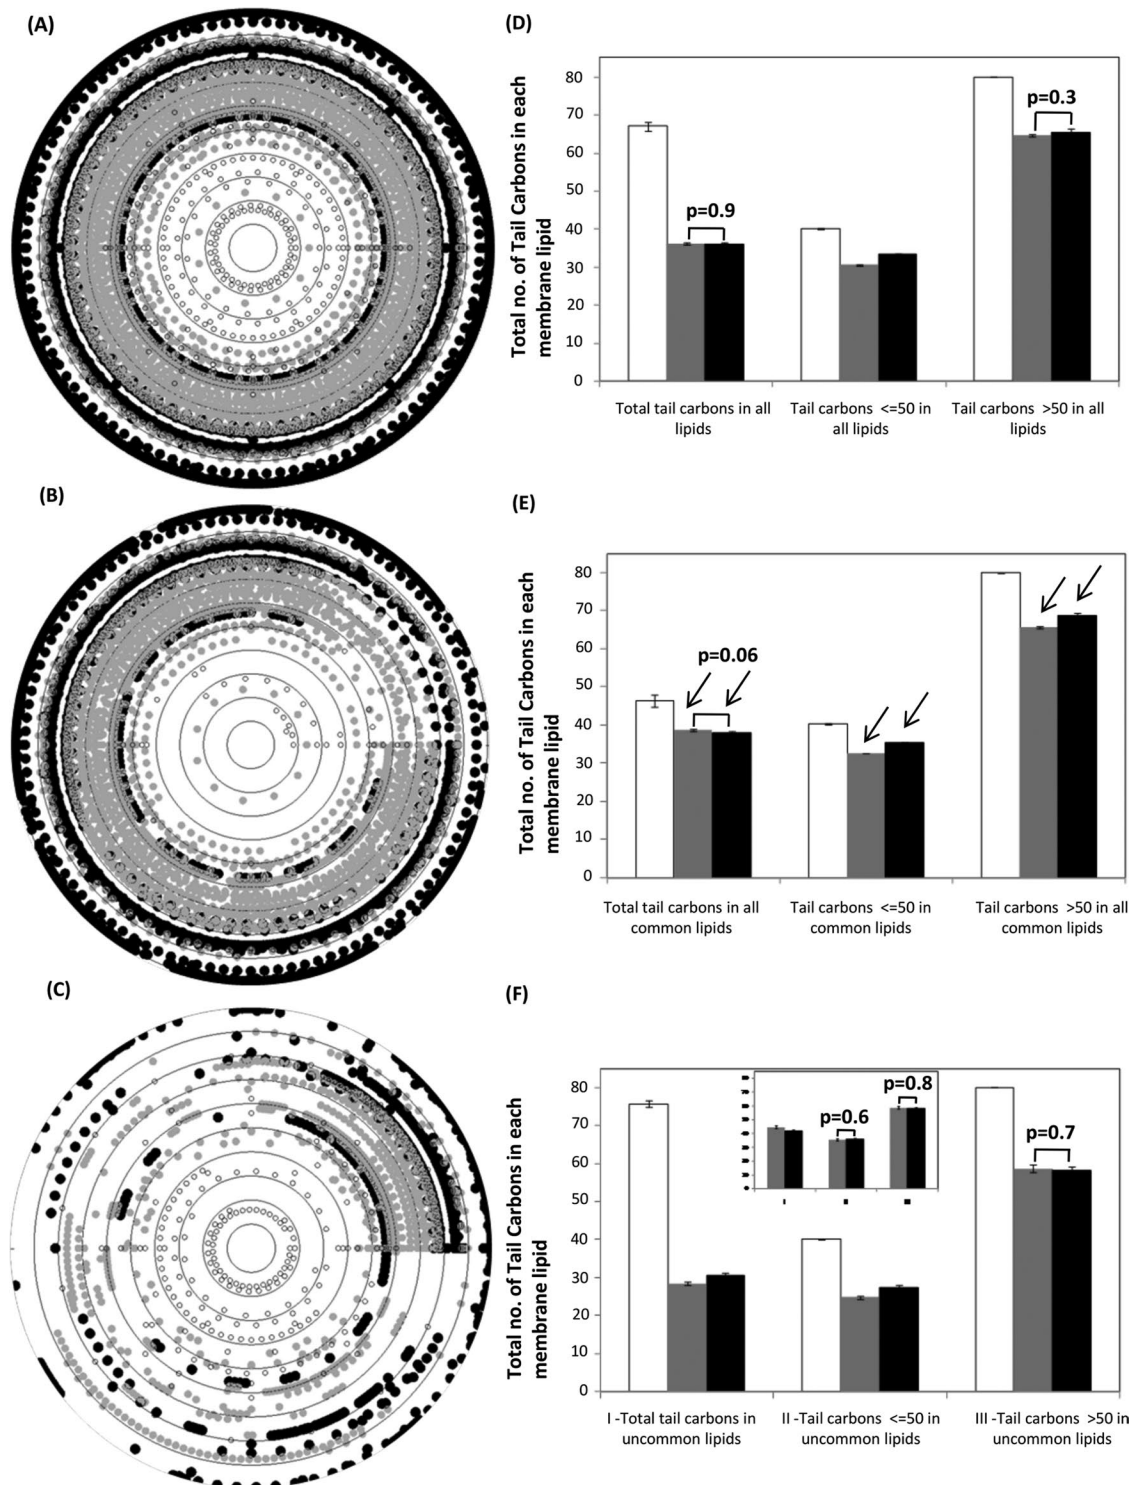 (A)
(B)
(C)
(D)
Total no. of Tail Carbons in each
membrane lipid
80
70
60
50
40
30
20
10
0
p=0.9
p=0.3
Total tail carbons in all
lipids
Tail carbons <=50 in
all lipids
Tail carbons >50 in all
lipids
(E)
Total no. of Tail Carbons in each
membrane lipid
80
70
60
50
40
30
20
10
0
p=0.06
Total tail carbons in all
common lipids
Tail carbons <=50 in
common lipids
Tail carbons >50 in all
common lipids
(F)
Total no. of Tail Carbons in each
membrane lipid
80
70
60
50
40
30
20
10
0
p=0.6
p=0.8
p=0.7
I -Total tail carbons in
uncommon lipids
II -Tail carbons <=50 in
uncommon lipids
III -Tail carbons >50 in
uncommon lipids